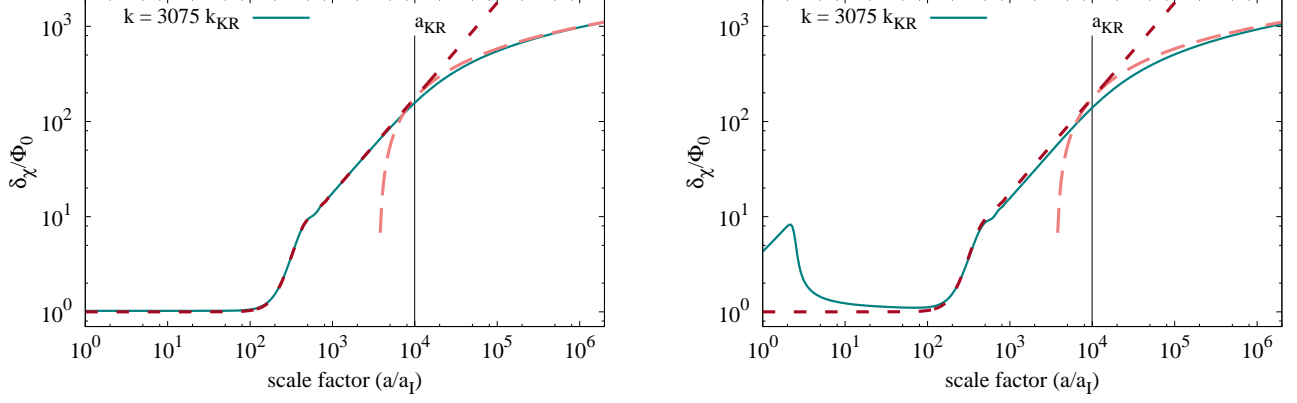 k = 3075 k_KR
a_KR
10^3
10^2
10^1
10^0
δ_χ/Φ_0
10^0 10^1 10^2 10^3 10^4 10^5 10^6
scale factor (a/a_I)
k = 3075 k_KR
a_KR
10^3
10^2
10^1
10^0
δ_χ/Φ_0
10^0 10^1 10^2 10^3 10^4 10^5 10^6
scale factor (a/a_I)